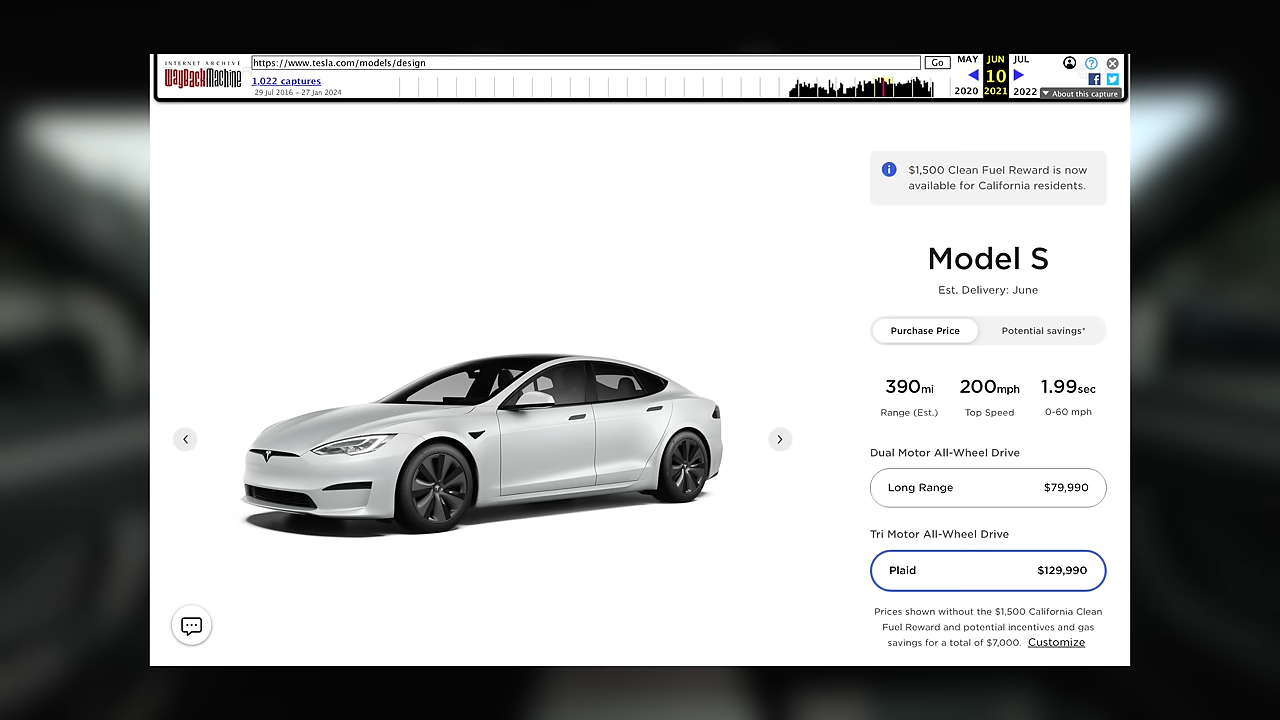 INTERNET ARCHIVE
WayBackMachine
https://www.tesla.com/models/design
Go
1,022 captures
29 Jul 2016 – 27 Jan 2024
MAY JUN JUL
10
2020 2021 2022
About this capture
$1,500 Clean Fuel Reward is now
available for California residents.
Model S
Est. Delivery: June
Purchase Price Potential savings*
390mi 200mph 1.99sec
Range (Est.) Top Speed 0-60 mph
Dual Motor All-Wheel Drive
Long Range $79,990
Tri Motor All-Wheel Drive
Plaid $129,990
Prices shown without the $1,500 California Clean
Fuel Reward and potential incentives and gas
savings for a total of $7,000. Customize